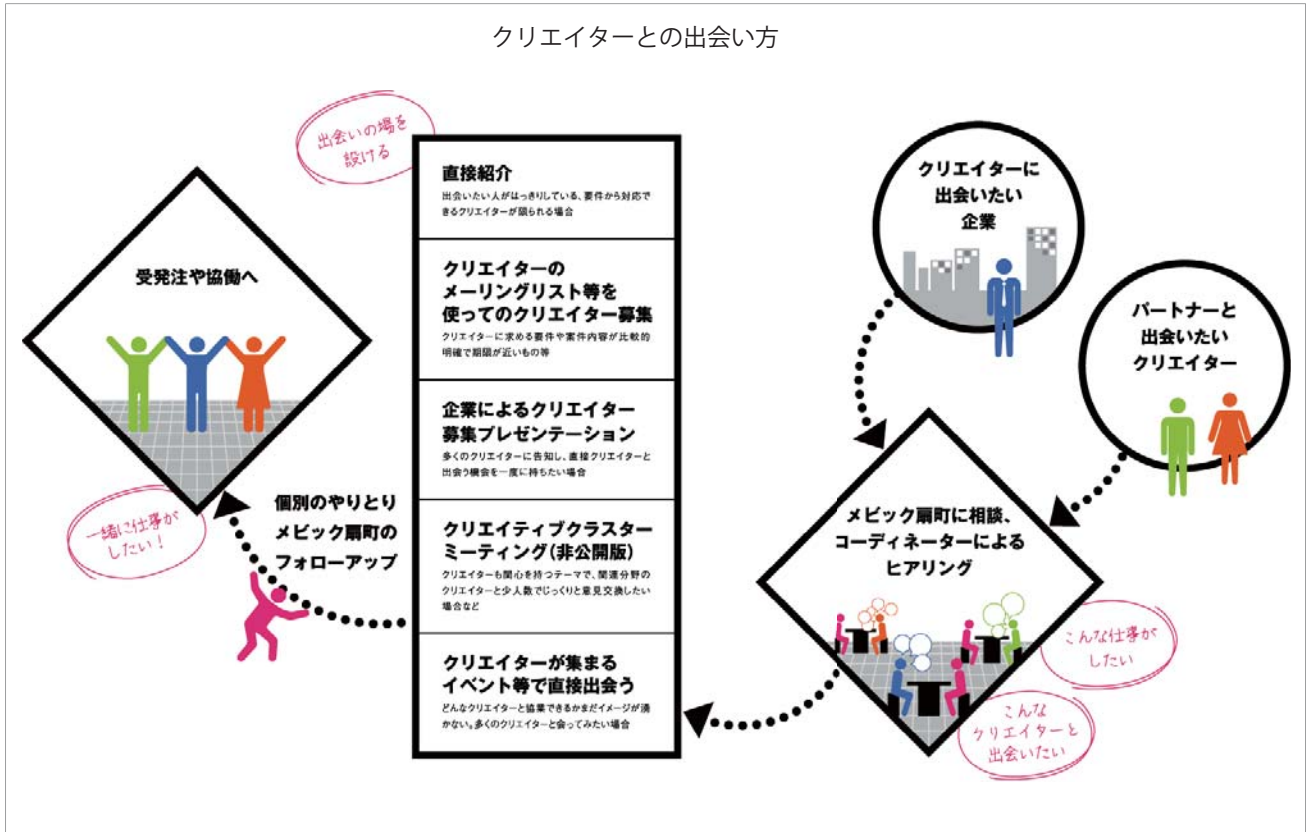 クリエイターとの出会い方
出会いの場を
設ける
直接紹介
出会いたい人がはっきりしている、要件から対応で
きるクリエイターが限られる場合
クリエイターの
メーリングリスト等を
使ってのクリエイター募集
クリエイターに求める要件や案件内容が比較的
明確で期限が近いもの等
企業によるクリエイター
募集プレゼンテーション
多くのクリエイターに告知し、直接クリエイターと
出会う機会を一度に持ちたい場合
クリエイティブクラスター
ミーティング(非公開版)
クリエイターも関心を持つテーマで、関連分野の
クリエイターと少人数でじっくりと意見交換したい
場合など
クリエイターが集まる
イベント等で直接出会う
どんなクリエイターと協業できるかまだイメージが湧
かない。多くのクリエイターと会ってみたい場合
受発注や協働へ
一緒に仕事が
したい！
個別のやりとり
メビック扇町の
フォローアップ
クリエイターに
出会いたい
企業
パートナーと
出会いたい
クリエイター
メビック扇町に相談、
コーディネーターによる
ヒアリング
こんな仕事が
したい
こんな
クリエイターと
出会いたい